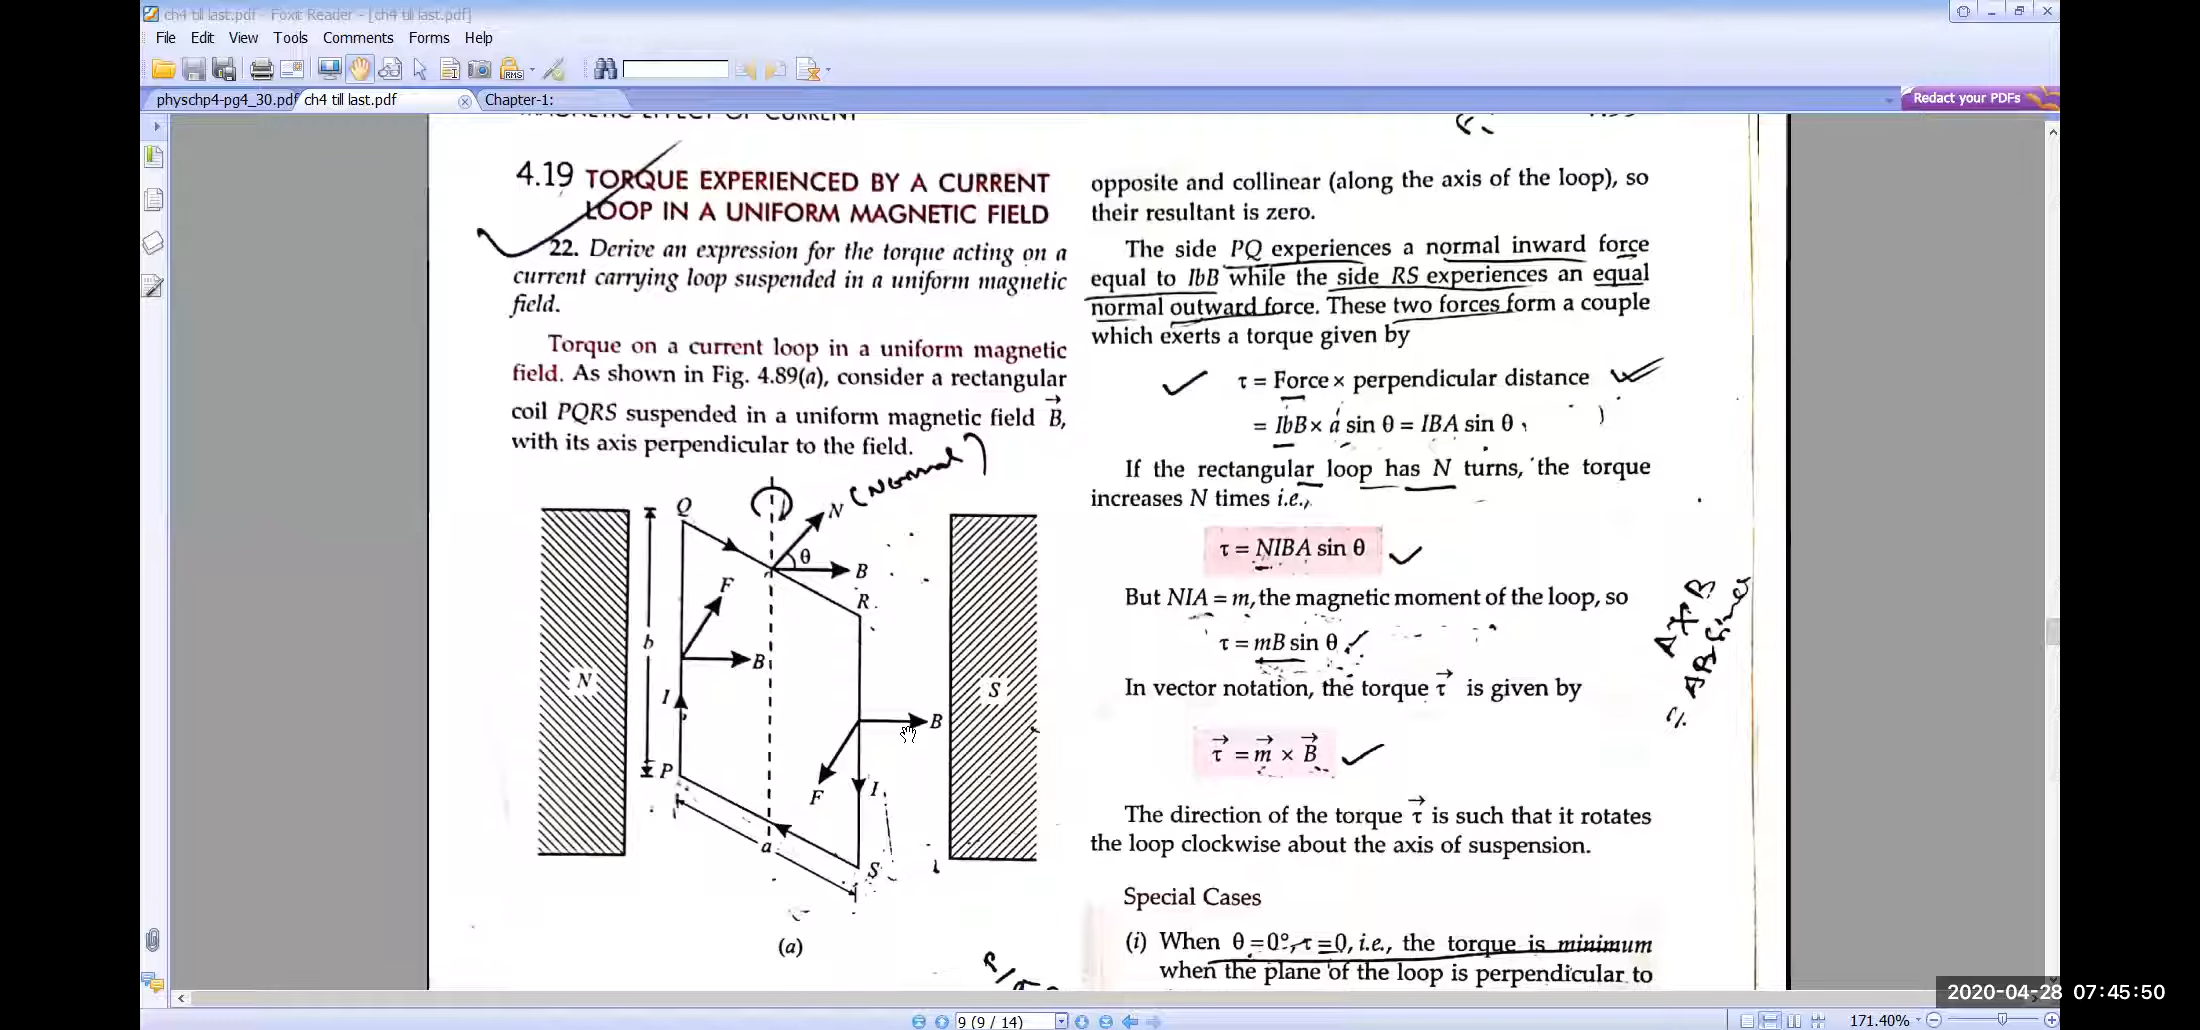 ch4 till last.pdf - Foxit Reader - [ch4 till last.pdf]
File Edit View Tools Comments Forms Help
physchp4-pg4_30.pdf ch4 till last.pdf Chapter-1: Redact your PDFs
MAGNETIC EFFECT OF CURRENT
4.19 TORQUE EXPERIENCED BY A CURRENT
LOOP IN A UNIFORM MAGNETIC FIELD
22. Derive an expression for the torque acting on a
current carrying loop suspended in a uniform magnetic
field.
Torque on a current loop in a uniform magnetic
field. As shown in Fig. 4.89(a), consider a rectangular
coil PQRS suspended in a uniform magnetic field B⃗,
with its axis perpendicular to the field.
(Normal)
Q N
θ B
F R
b B
N S
I
B
P F I
a S
(a)
opposite and collinear (along the axis of the loop), so
their resultant is zero.
The side PQ experiences a normal inward force
equal to IbB while the side RS experiences an equal
normal outward force. These two forces form a couple
which exerts a torque given by
τ = Force × perpendicular distance
= IbB × a sin θ = IBA sin θ
If the rectangular loop has N turns, the torque
increases N times i.e.,
τ = NIBA sin θ
But NIA = m, the magnetic moment of the loop, so
τ = mB sin θ
In vector notation, the torque τ⃗ is given by
τ⃗ = m⃗ × B⃗
The direction of the torque τ⃗ is such that it rotates
the loop clockwise about the axis of suspension.
Special Cases
(i) When θ = 0°, τ = 0, i.e., the torque is minimum
when the plane of the loop is perpendicular to
A × B
AB sinθ
2020-04-28 07:45:50
9 (9 / 14) 171.40%